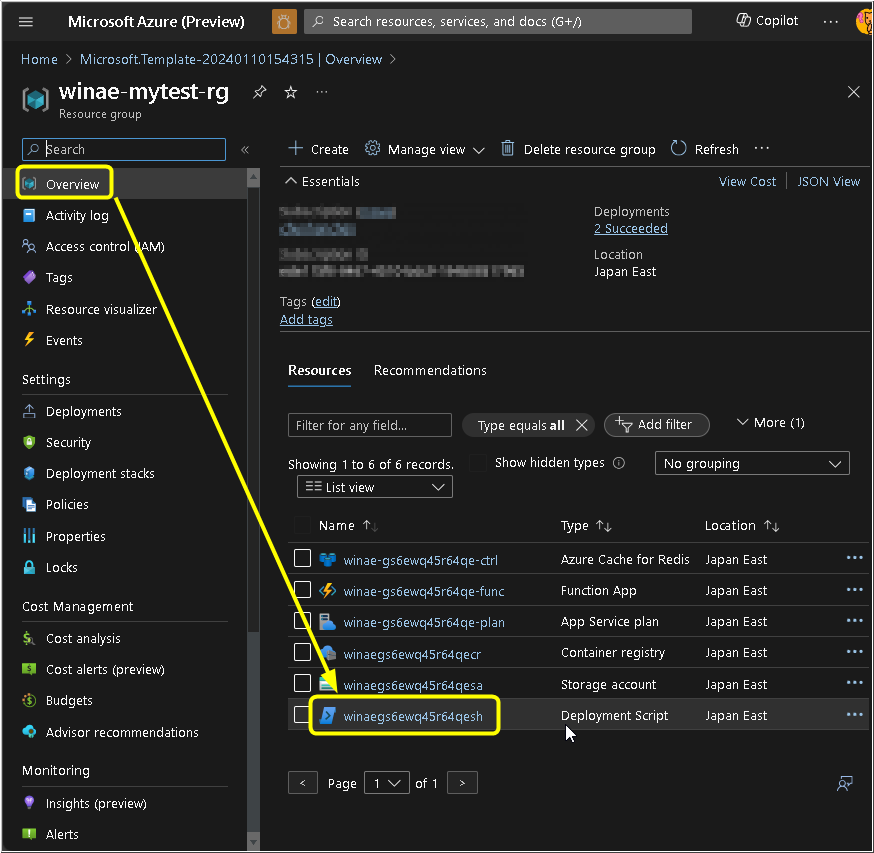 Microsoft Azure (Preview)
Search resources, services, and docs (G+/)
Copilot
Home > Microsoft.Template-20240110154315 | Overview >
winae-mytest-rg
Resource group
Search
Overview
Activity log
Access control (IAM)
Tags
Resource visualizer
Events
Settings
Deployments
Security
Deployment stacks
Policies
Properties
Locks
Cost Management
Cost analysis
Cost alerts (preview)
Budgets
Advisor recommendations
Monitoring
Insights (preview)
Alerts
Create Manage view Delete resource group Refresh
Essentials
View Cost JSON View
Deployments
2 Succeeded
Location
Japan East
Tags (edit)
Add tags
Resources Recommendations
Filter for any field... Type equals all Add filter More (1)
Showing 1 to 6 of 6 records. Show hidden types No grouping
List view
Name Type Location
winae-gs6ewq45r64qe-ctrl Azure Cache for Redis Japan East
winae-gs6ewq45r64qe-func Function App Japan East
winae-gs6ewq45r64qe-plan App Service plan Japan East
winaegs6ewq45r64qecr Container registry Japan East
winaegs6ewq45r64qesa Storage account Japan East
winaegs6ewq45r64qesh Deployment Script Japan East
< Page 1 of 1 >